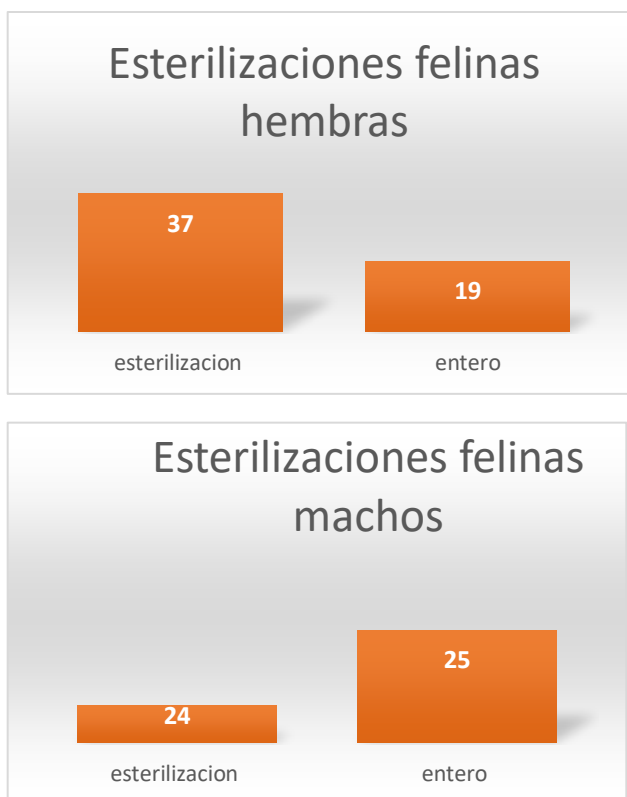 Esterilizaciones felinas
hembras
37
19
esterilizacion
entero
Esterilizaciones felinas
machos
25
24
esterilizacion
entero